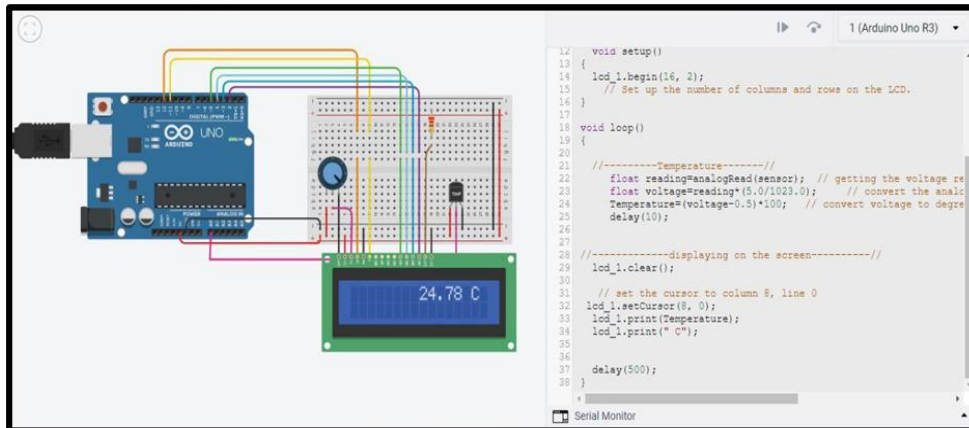 1 (Arduino Uno R3)
DIGITAL (PWM~)
UNO
ARDUINO
POWER
ANALOG IN
TMP
24.78 C
12 void setup()
13 {
14 lcd_1.begin(16, 2);
15 // Set up the number of columns and rows on the LCD.
16 }
17
18 void loop()
19 {
20
21 //---------Temperature-------//
22 float reading=analogRead(sensor); // getting the voltage re
23 float voltage=reading*(5.0/1023.0); // convert the analo
24 Temperature=(voltage-0.5)*100; // convert voltage to degre
25 delay(10);
26
27
28 //-------------displaying on the screen----------//
29 lcd_1.clear();
30
31 // set the cursor to column 8, line 0
32 lcd_1.setCursor(8, 0);
33 lcd_1.print(Temperature);
34 lcd_1.print(" C");
35
36
37 delay(500);
38 }
Serial Monitor